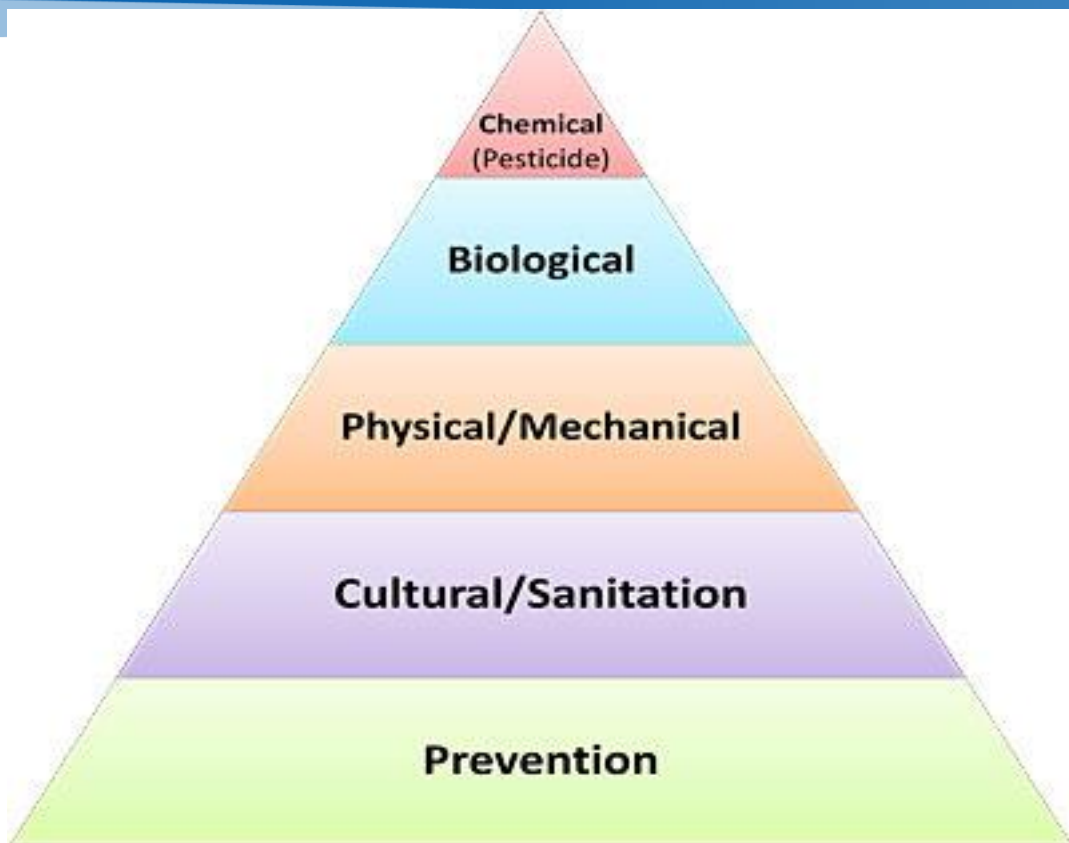 Chemical
(Pesticide)
Biological
Physical/Mechanical
Cultural/Sanitation
Prevention